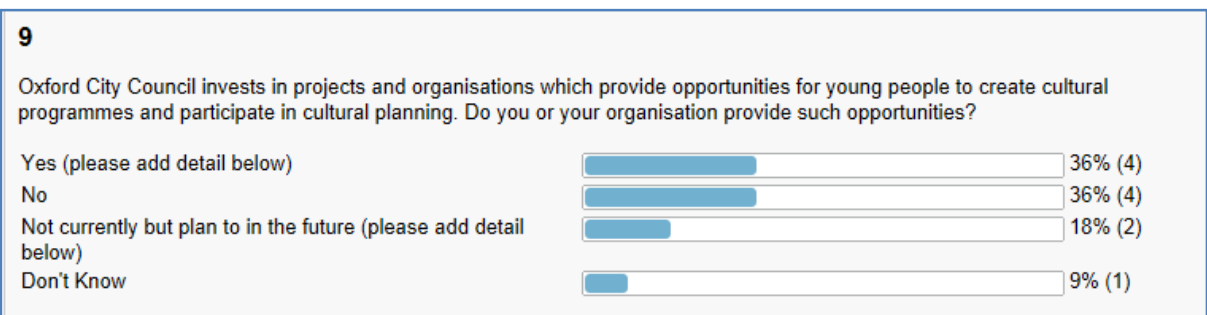 9
Oxford City Council invests in projects and organisations which provide opportunities for young people to create cultural
programmes and participate in cultural planning. Do you or your organisation provide such opportunities?
Yes (please add detail below) 36% (4)
No 36% (4)
Not currently but plan to in the future (please add detail 18% (2)
below)
Don't Know 9% (1)